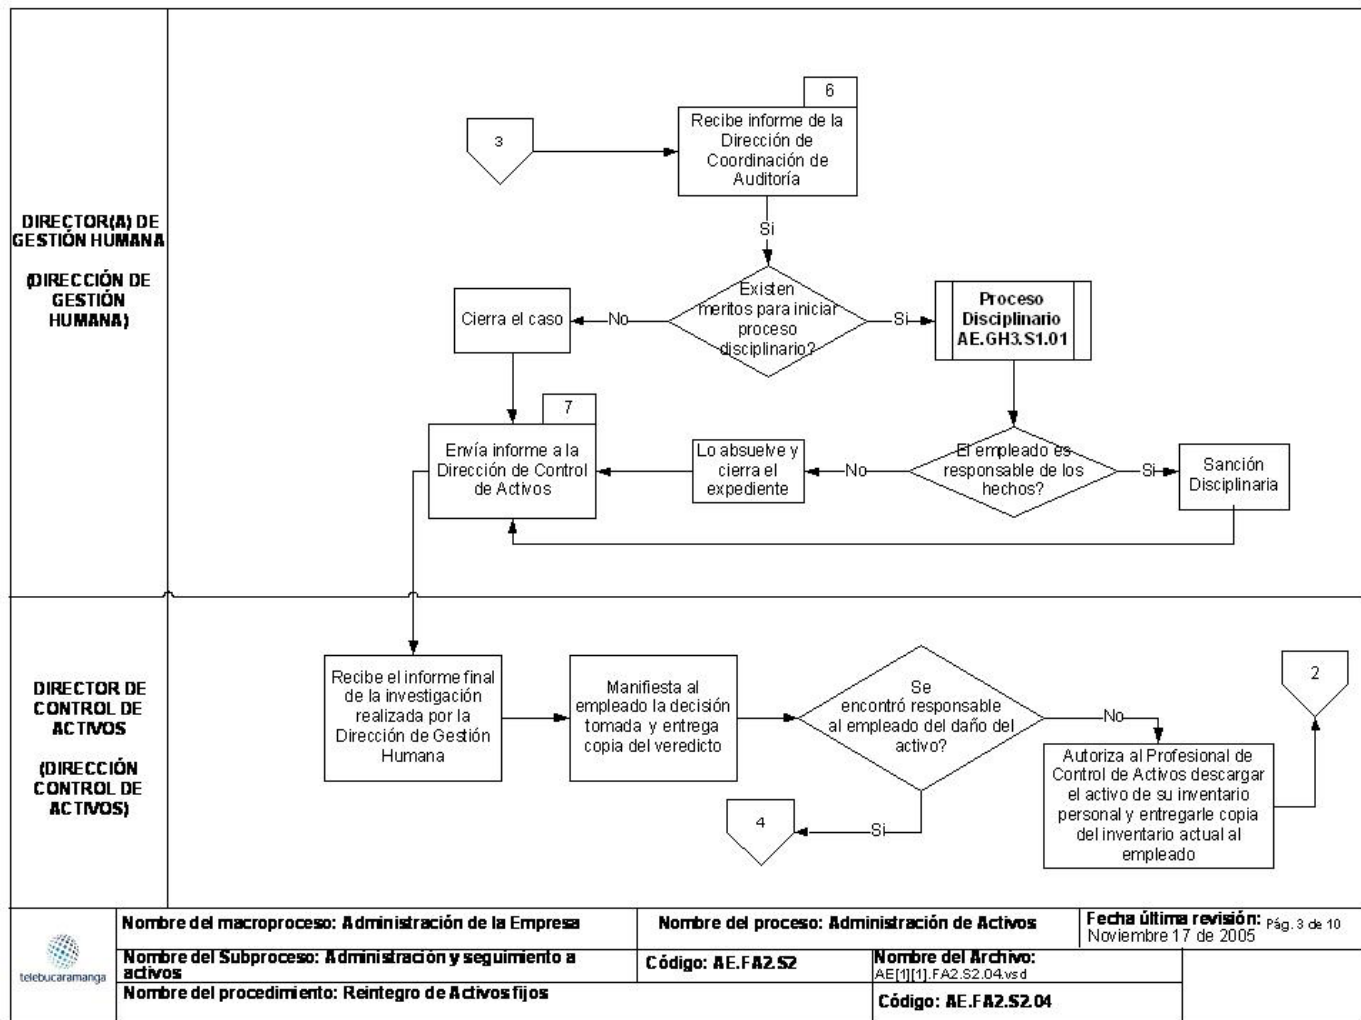 DIRECTOR(A) DE
GESTIÓN HUMANA
(DIRECCIÓN DE
GESTIÓN
HUMANA)
6
3
Recibe informe de la
Dirección de
Coordinación de
Auditoría
Si
Existen
meritos para iniciar
proceso
disciplinario?
No
Cierra el caso
Si
Proceso
Disciplinario
AE.GH3.S1.01
7
Envía informe a la
Dirección de Control
de Activos
Lo absuelve y
cierra el
expediente
No
El empleado es
responsable de los
hechos?
Si
Sanción
Disciplinaria
DIRECTOR DE
CONTROL DE
ACTIVOS
(DIRECCIÓN
CONTROL DE
ACTIVOS)
Recibe el informe final
de la investigación
realizada por la
Dirección de Gestión
Humana
Manifiesta al
empleado la decisión
tomada y entrega
copia del veredicto
Se
encontró responsable
al empleado del daño del
activo?
No
2
Autoriza al Profesional de
Control de Activos descargar
el activo de su inventario
personal y entregarle copia
del inventario actual al
empleado
Si
4
telebucaramanga
Nombre del macroproceso: Administración de la Empresa
Nombre del proceso: Administración de Activos
Fecha última revisión: Pág. 3 de 10
Noviembre 17 de 2005
Nombre del Subproceso: Administración y seguimiento a
activos
Código: AE.FA2.S2
Nombre del Archivo:
AE[1][1].FA2.S2.04.vsd
Nombre del procedimiento: Reintegro de Activos fijos
Código: AE.FA2.S2.04